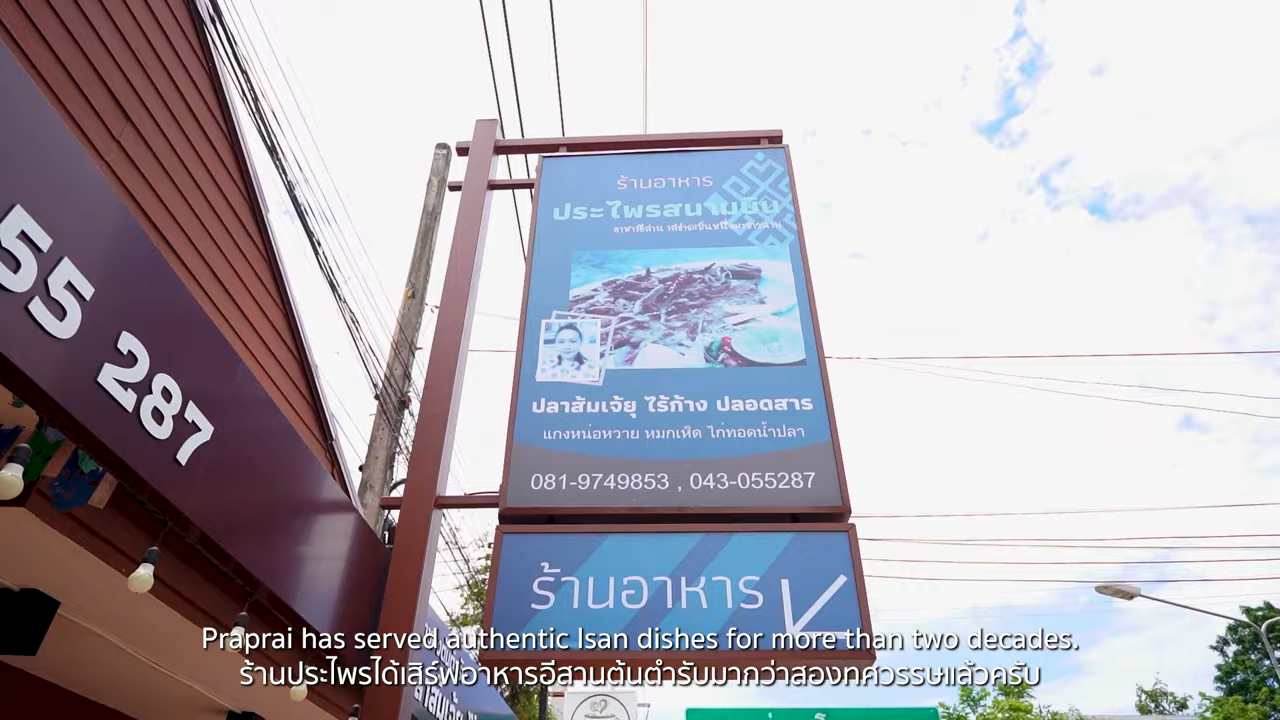 55 287
ร้านอาหาร
ประไพรสนามบิน
ปลาส้มเจ้ยุ ไร้ก้าง ปลอดสาร
แกงหน่อหวาย หมกเห็ด ไก่ทอดน้ำปลา
081-9749853 , 043-055287
ร้านอาหาร
Praprai has served authentic Isan dishes for more than two decades.
ร้านประไพรได้เสิร์ฟอาหารอีสานต้นตำรับมากว่าสองทศวรรษแล้วครับ